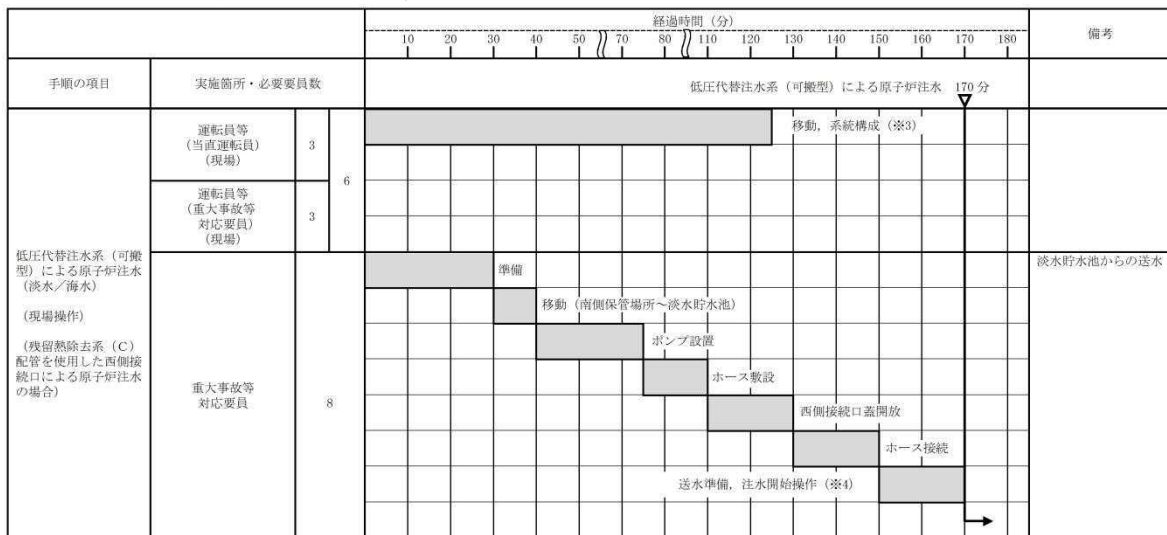 経過時間（分）
備考
10 20 30 40 50 70 80 110 120 130 140 150 160 170 180
手順の項目
実施箇所・必要要員数
低圧代替注水系（可搬型）による原子炉注水 170分
運転員等
（当直運転員）
（現場）
3
6
移動，系統構成（※3）
運転員等
（重大事故等
対応要員）
（現場）
3
低圧代替注水系（可搬
型）による原子炉注水
（淡水／海水）
（現場操作）
（残留熱除去系（C）
配管を使用した西側接
続口による原子炉注水
の場合）
重大事故等
対応要員
8
準備
移動（南側保管場所～淡水貯水池）
ポンプ設置
ホース敷設
西側接続口蓋開放
ホース接続
送水準備，注水開始操作（※4）
淡水貯水池からの送水